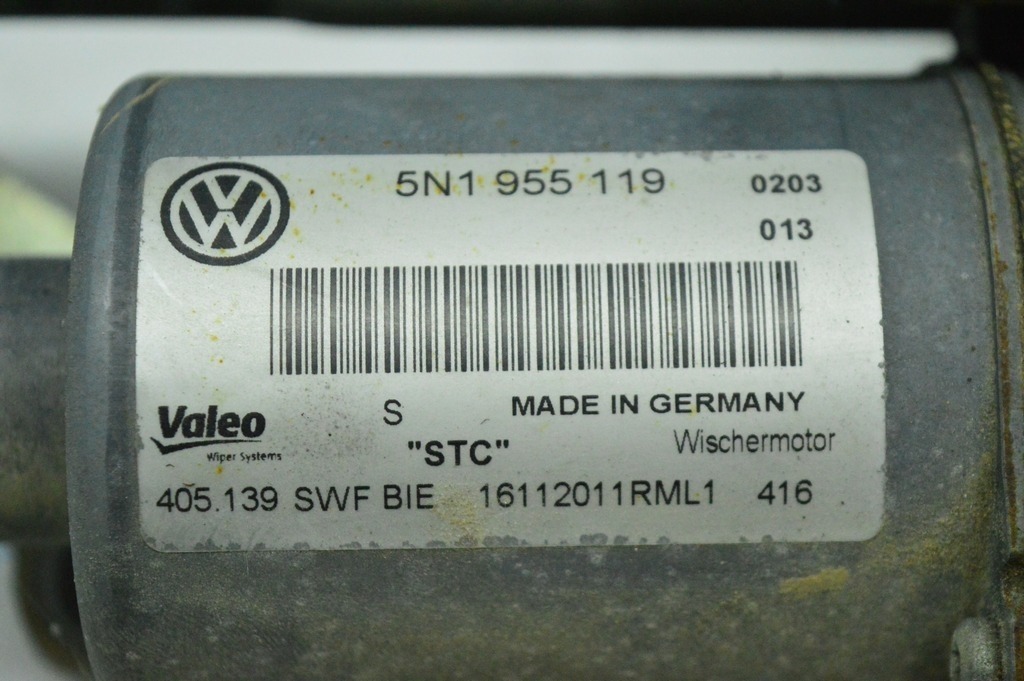 5N1 955 119 0203
013
S MADE IN GERMANY
Valeo
Wiper Systems
"STC" Wischermotor
405.139 SWF BIE 16112011RML1 416